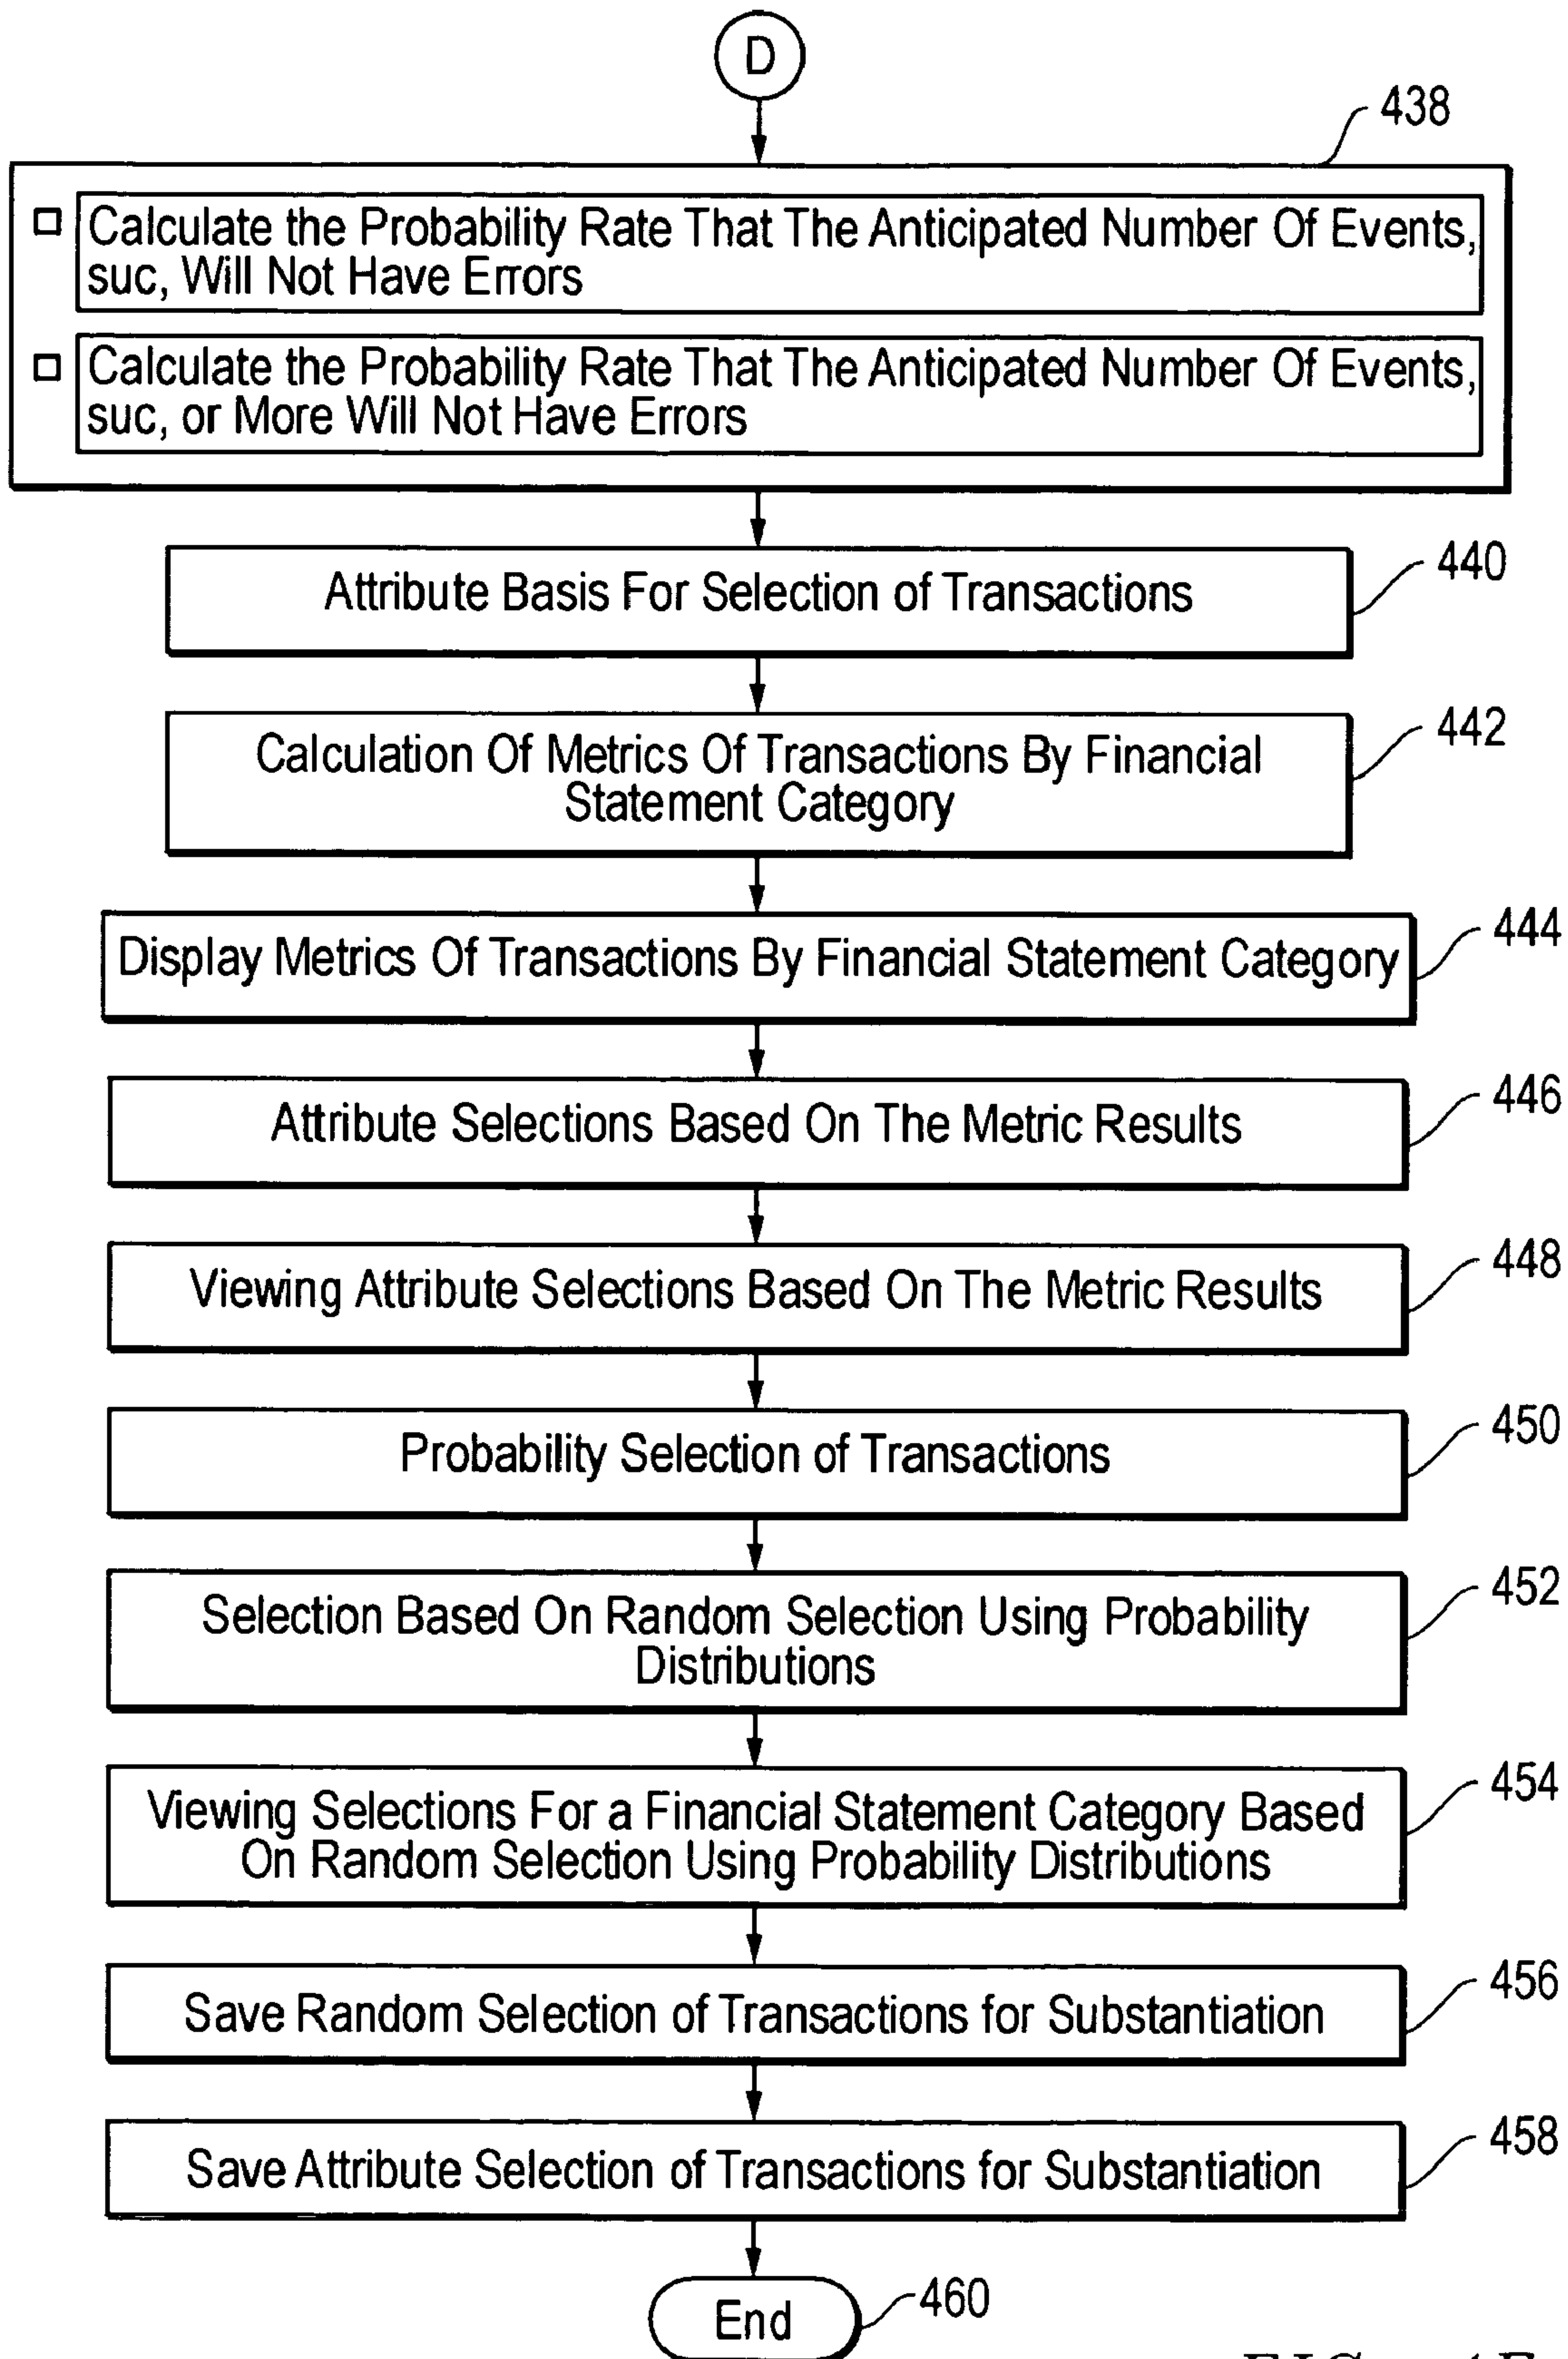 D
438
Calculate the Probability Rate That The Anticipated Number Of Events,
suc, Will Not Have Errors
Calculate the Probability Rate That The Anticipated Number Of Events,
suc, or More Will Not Have Errors
440
Attribute Basis For Selection of Transactions
442
Calculation Of Metrics Of Transactions By Financial
Statement Category
444
Display Metrics Of Transactions By Financial Statement Category
446
Attribute Selections Based On The Metric Results
448
Viewing Attribute Selections Based On The Metric Results
450
Probability Selection of Transactions
452
Selection Based On Random Selection Using Probability
Distributions
454
Viewing Selections For a Financial Statement Category Based
On Random Selection Using Probability Distributions
456
Save Random Selection of Transactions for Substantiation
458
Save Attribute Selection of Transactions for Substantiation
End
460